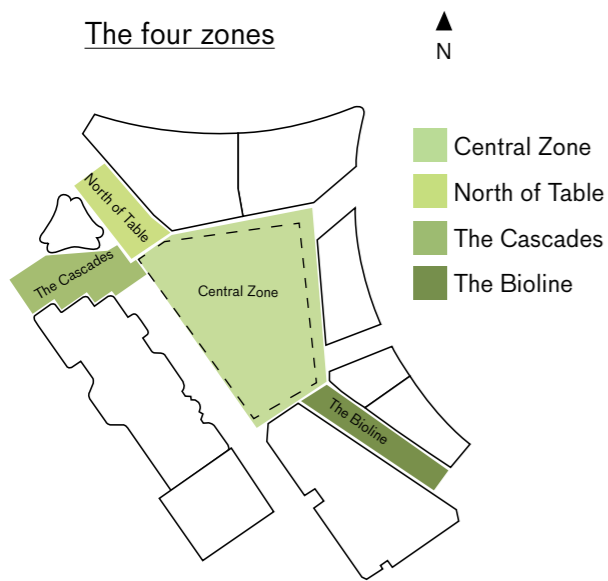 The four zones
N
Central Zone
North of Table
The Cascades
The Bioline
North of Table
The Cascades
Central Zone
The Bioline